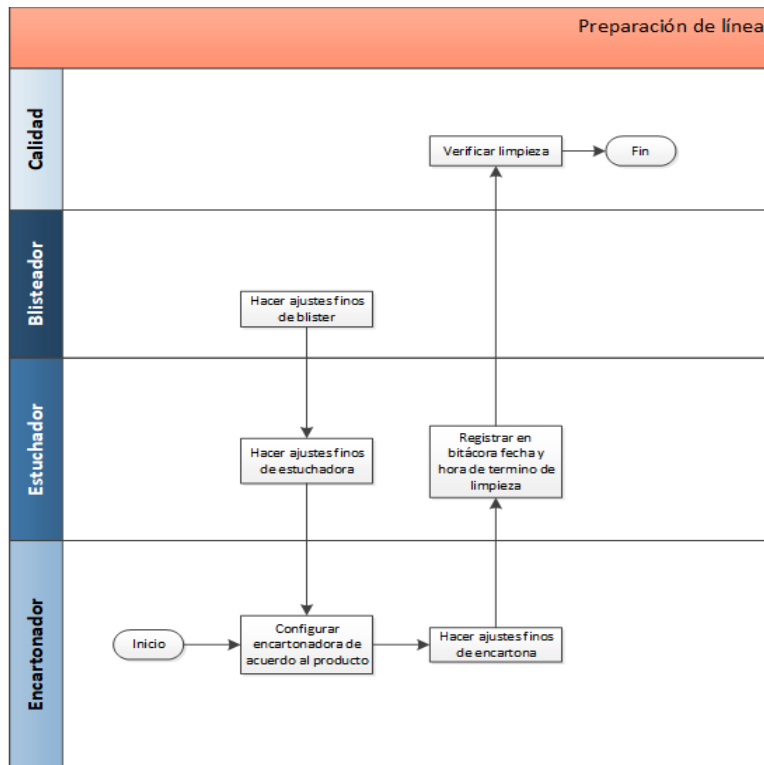 Preparación de línea
Calidad
Verificar limpieza
Fin
Blisteador
Hacer ajustes finos
de blister
Estuchador
Hacer ajustes finos
de estuchadora
Registrar en
bitácora fecha y
hora de termino de
limpieza
Encartonador
Inicio
Configurar
encartonadora de
acuerdo al producto
Hacer ajustes finos
de encartona